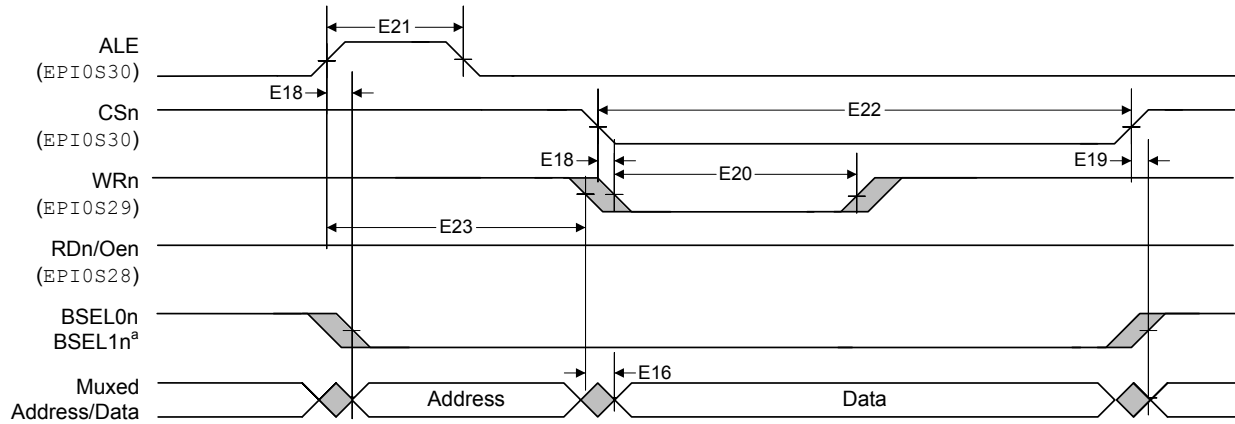 E21
ALE
(EPI0S30)
E18
CSn
E22
(EPI0S30)
E18
E19
WRn
E20
(EPI0S29)
E23
RDn/Oen
(EPI0S28)
BSEL0n
BSEL1nª
E16
Muxed
Address/Data
Address
Data